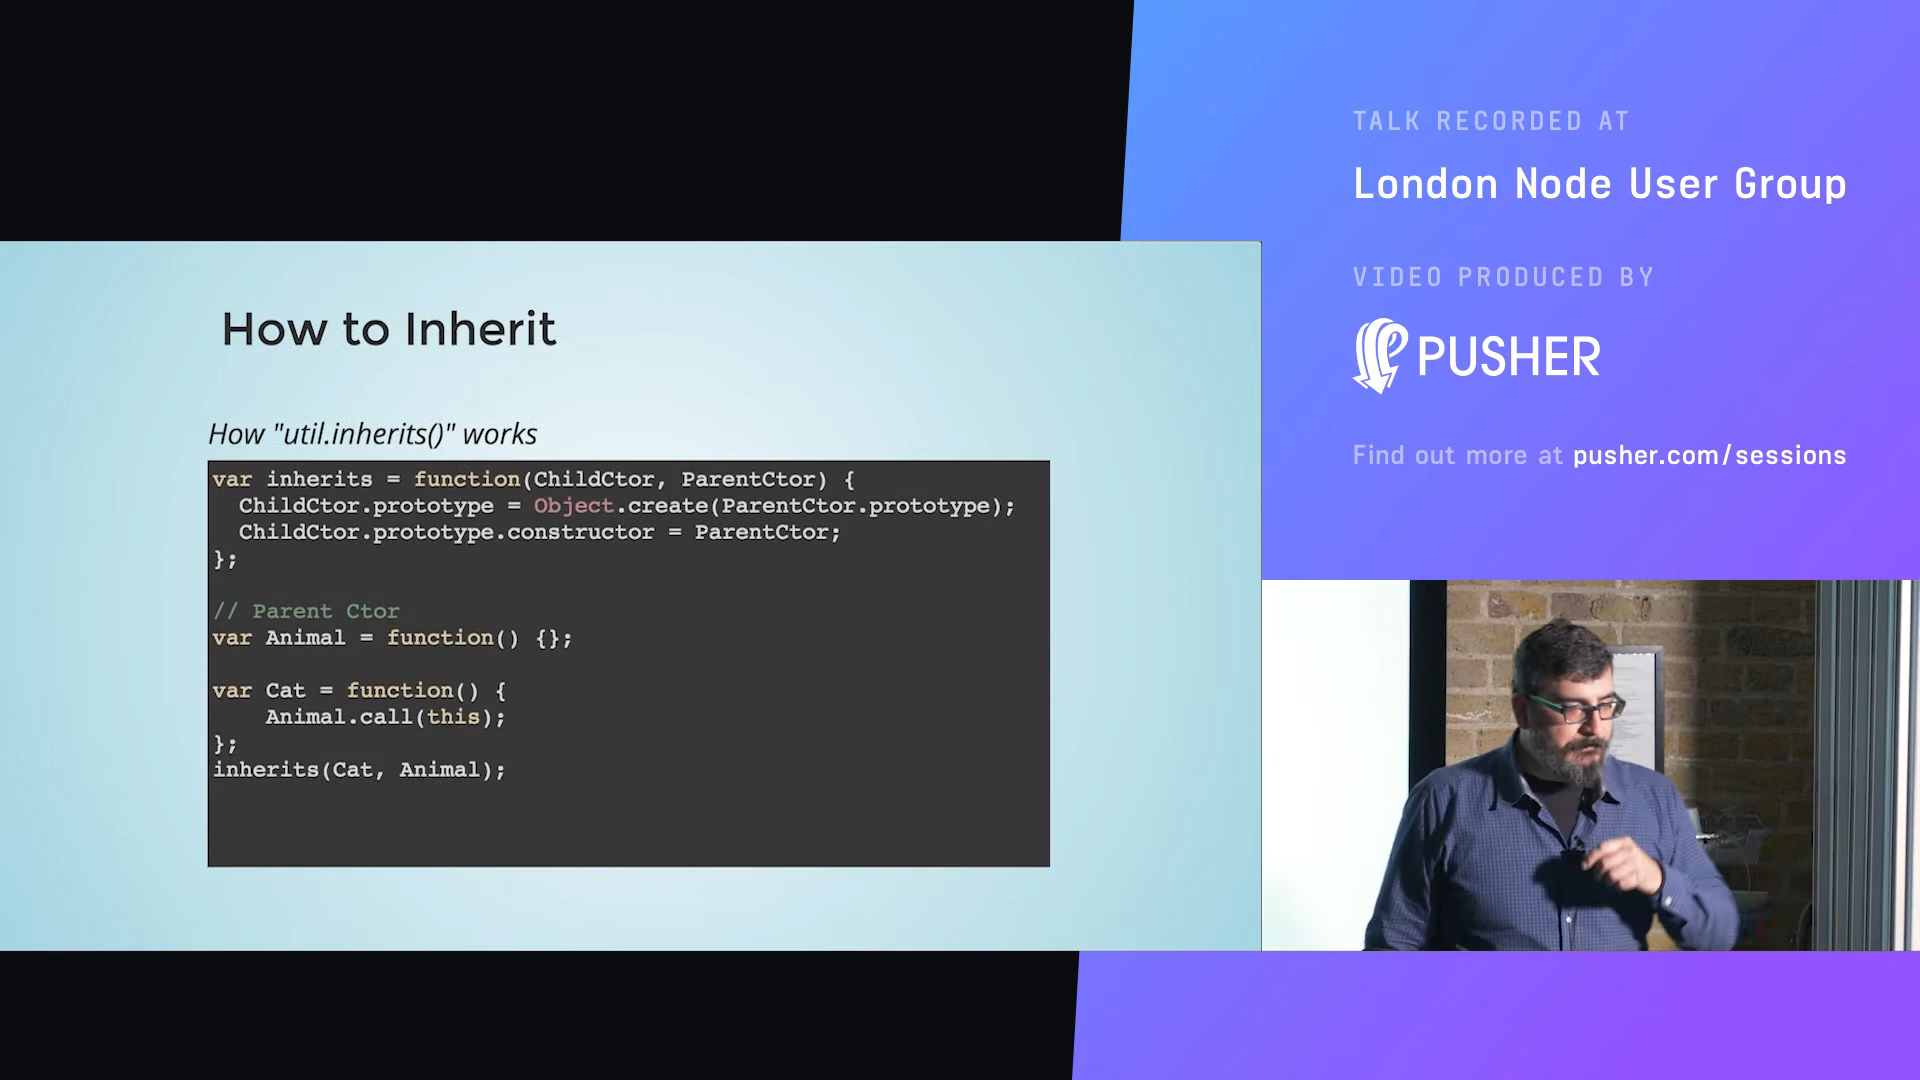 TALK RECORDED AT
London Node User Group
VIDEO PRODUCED BY
PUSHER
Find out more at pusher.com/sessions
How to Inherit
How "util.inherits()" works
var inherits = function(ChildCtor, ParentCtor) {
  ChildCtor.prototype = Object.create(ParentCtor.prototype);
  ChildCtor.prototype.constructor = ParentCtor;
};
// Parent Ctor
var Animal = function() {};
var Cat = function() {
    Animal.call(this);
};
inherits(Cat, Animal);